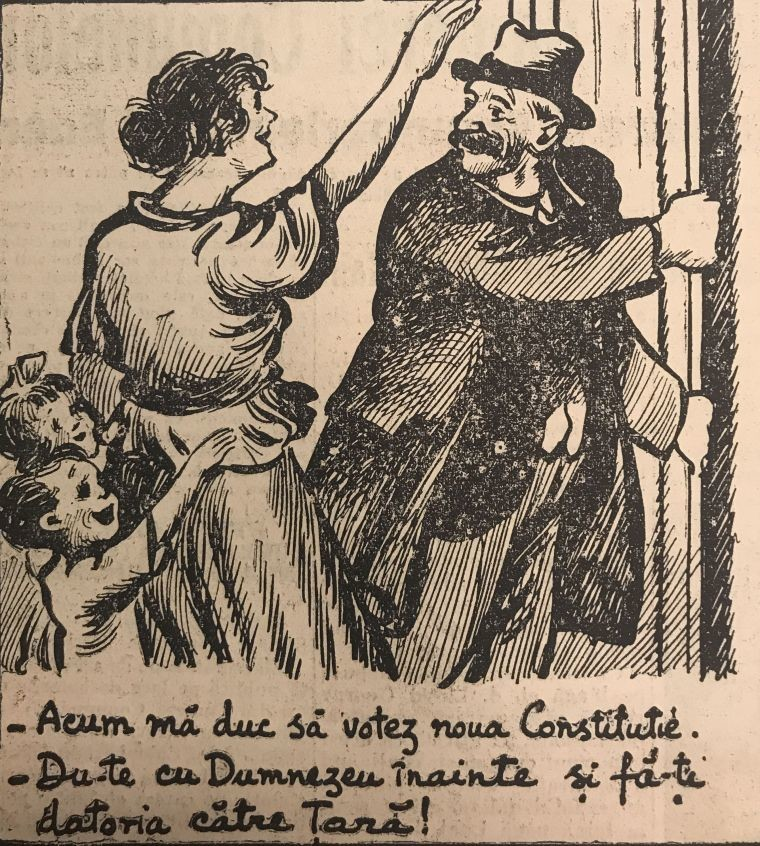 - Acum mă duc să votez noua Constituție.
- Du-te cu Dumnezeu înainte și fă-ți
datoria către Țară!